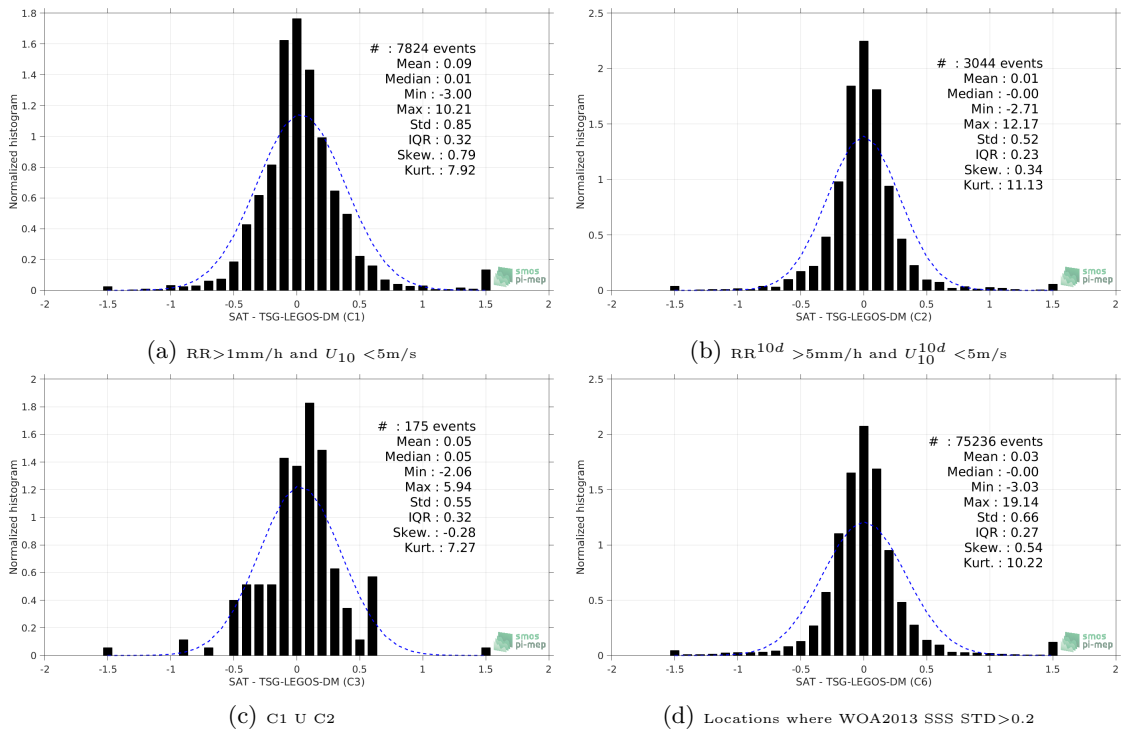 1.8
1.6
1.4
1.2
1
0.8
0.6
0.4
0.2
0
Normalized histogram
# : 7824 events
Mean : 0.09
Median : 0.01
Min : -3.00
Max : 10.21
Std : 0.85
IQR : 0.32
Skew. : 0.79
Kurt. : 7.92
smos
pi-mep
-2 -1.5 -1 -0.5 0 0.5 1 1.5 2
SAT - TSG-LEGOS-DM (C1)
(a) RR>1mm/h and U10 <5m/s
2.5
2
1.5
1
0.5
0
Normalized histogram
# : 3044 events
Mean : 0.01
Median : -0.00
Min : -2.71
Max : 12.17
Std : 0.52
IQR : 0.23
Skew. : 0.34
Kurt. : 11.13
smos
pi-mep
-2 -1.5 -1 -0.5 0 0.5 1 1.5 2
SAT - TSG-LEGOS-DM (C2)
(b) RR^10d >5mm/h and U10^10d <5m/s
2
1.8
1.6
1.4
1.2
1
0.8
0.6
0.4
0.2
0
Normalized histogram
# : 175 events
Mean : 0.05
Median : 0.05
Min : -2.06
Max : 5.94
Std : 0.55
IQR : 0.32
Skew. : -0.28
Kurt. : 7.27
smos
pi-mep
-2 -1.5 -1 -0.5 0 0.5 1 1.5 2
SAT - TSG-LEGOS-DM (C3)
(c) C1 U C2
2.5
2
1.5
1
0.5
0
Normalized histogram
# : 75236 events
Mean : 0.03
Median : -0.00
Min : -3.03
Max : 19.14
Std : 0.66
IQR : 0.27
Skew. : 0.54
Kurt. : 10.22
smos
pi-mep
-2 -1.5 -1 -0.5 0 0.5 1 1.5 2
SAT - TSG-LEGOS-DM (C6)
(d) Locations where WOA2013 SSS STD>0.2